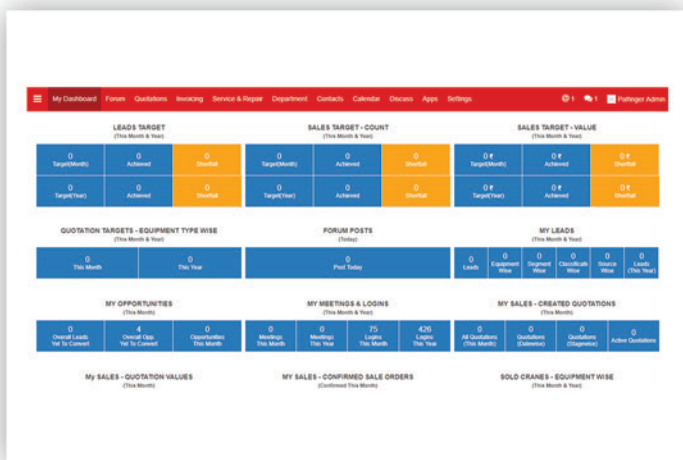 My Dashboard Forum Quotations Invoicing Service & Repair Department Contacts Calendar Discuss Apps Settings @ 1 1 Palfinger Admin
LEADS TARGET
(This Month & Year)
0 0 0
Target(Month) Achieved Shortfall
0 0 0
Target(Year) Achieved Shortfall
SALES TARGET - COUNT
(This Month & Year)
0 0 0
Target(Month) Achieved Shortfall
0 0 0
Target(Year) Achieved Shortfall
SALES TARGET - VALUE
(This Month & Year)
0 ₹ 0 ₹ 0 ₹
Target(Month) Achieved Shortfall
0 ₹ 0 ₹ 0 ₹
Target(Year) Achieved Shortfall
QUOTATION TARGETS - EQUIPMENT TYPE WISE
(This Month & Year)
0 0
This Month This Year
FORUM POSTS
(Today)
0
Post Today
MY LEADS
(This Month & Year)
0 0 0 0 0 0
Leads Equipment Segment Classificatio Source Leads
Wise Wise Wise Wise (This Year)
MY OPPORTUNITIES
(This Month)
0 4 0
Overall Leads Overall Opp. Opportunities
Yet To Convert Yet To Convert This Month
MY MEETINGS & LOGINS
(This Month & Year)
0 0 75 426
Meetings Meetings Logins Logins
This Month This Year This Month This Year
MY SALES - CREATED QUOTATIONS
(This Month)
0 0 0 0
All Quotations Quotations Quotations Active Quotations
(This Month) (Datewise) (Stagewise)
My SALES - QUOTATION VALUES
(This Month)
MY SALES - CONFIRMED SALE ORDERS
(Confirmed This Month)
SOLD CRANES - EQUIPMENT WISE
(This Month & Year)